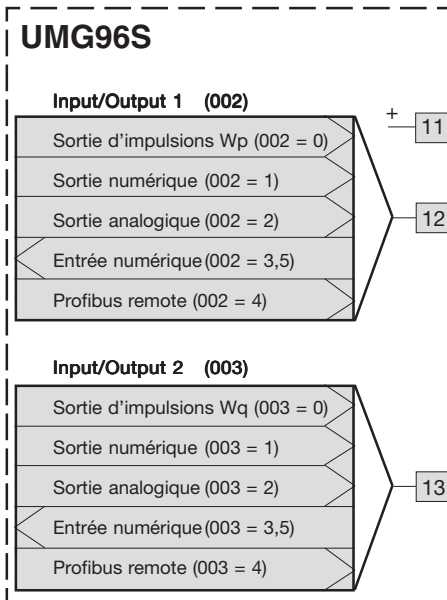 UMG96S
Input/Output 1 (002)
+
11
Sortie d'impulsions Wp (002 = 0)
Sortie numérique (002 = 1)
Sortie analogique (002 = 2)
12
Entrée numérique (002 = 3,5)
Profibus remote (002 = 4)
Input/Output 2 (003)
Sortie d'impulsions Wq (003 = 0)
Sortie numérique (003 = 1)
Sortie analogique (003 = 2)
13
Entrée numérique (003 = 3,5)
Profibus remote (003 = 4)